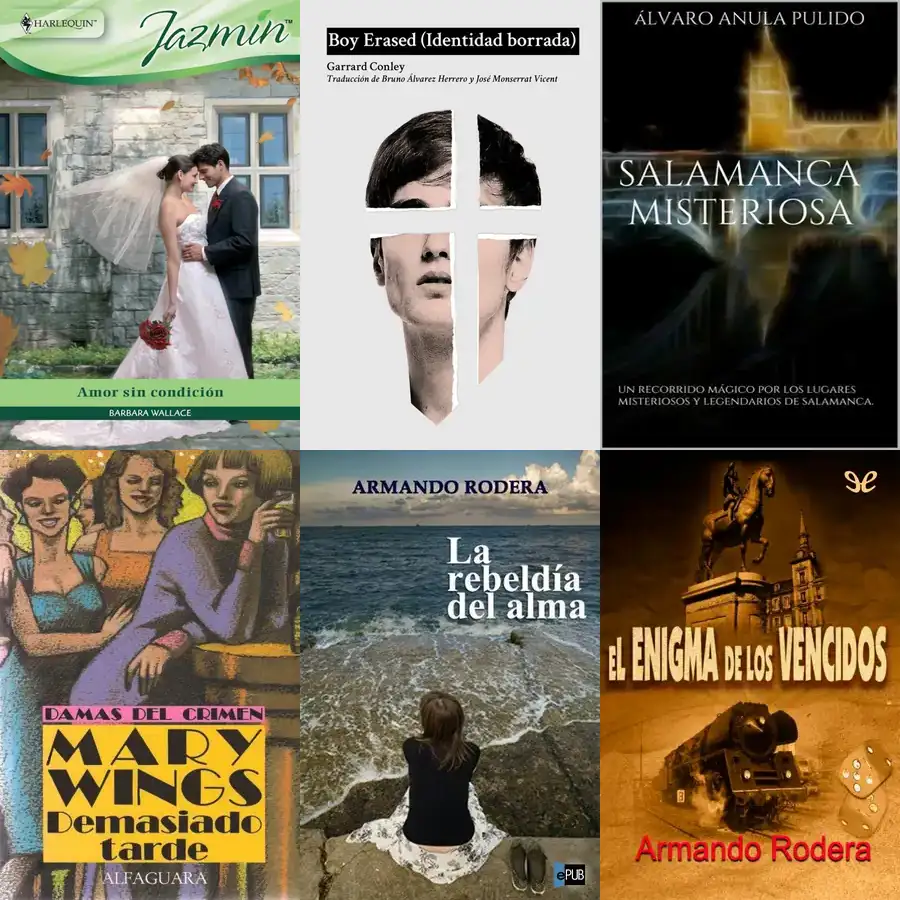 HARLEQUIN™
Jazmín™
Amor sin condición
BARBARA WALLACE
Boy Erased (Identidad borrada)
Garrard Conley
Traducción de Bruno Álvarez Herrero y José Monserrat Vicent
ÁLVARO ANULA PULIDO
SALAMANCA
MISTERIOSA
UN RECORRIDO MÁGICO POR LOS LUGARES
MISTERIOSOS Y LEGENDARIOS DE SALAMANCA.
DAMAS DEL CRIMEN
MARY
WINGS
Demasiado
tarde
ALFAGUARA
ARMANDO RODERA
La
rebeldía
del alma
ePUB
EL ENIGMA DE LOS VENCIDOS
Armando Rodera